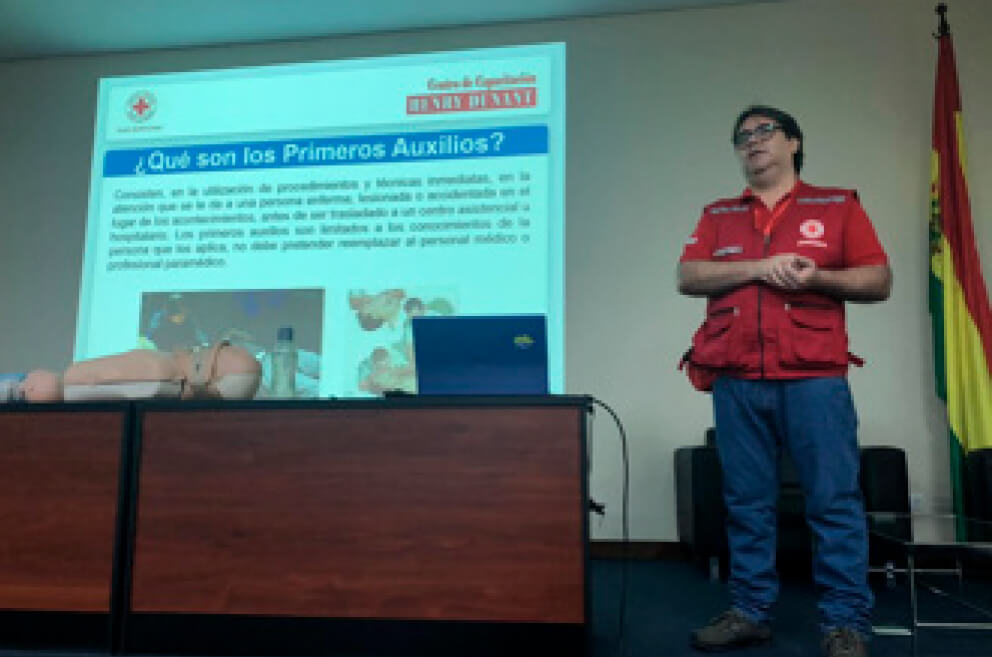 Centro de Capacitación
HENRY DUNANT
¿Qué son los Primeros Auxilios?
Consisten, en la utilización de procedimientos y técnicas inmediatas, en la
atención que se le da a una persona enferma, lesionada o accidentada en el
lugar de los acontecimientos, antes de ser trasladado a un centro asistencial u
hospitalario. Los primeros auxilios son limitados a los conocimientos de la
persona que los aplica, no debe pretender reemplazar al personal médico o
profesional paramédico.